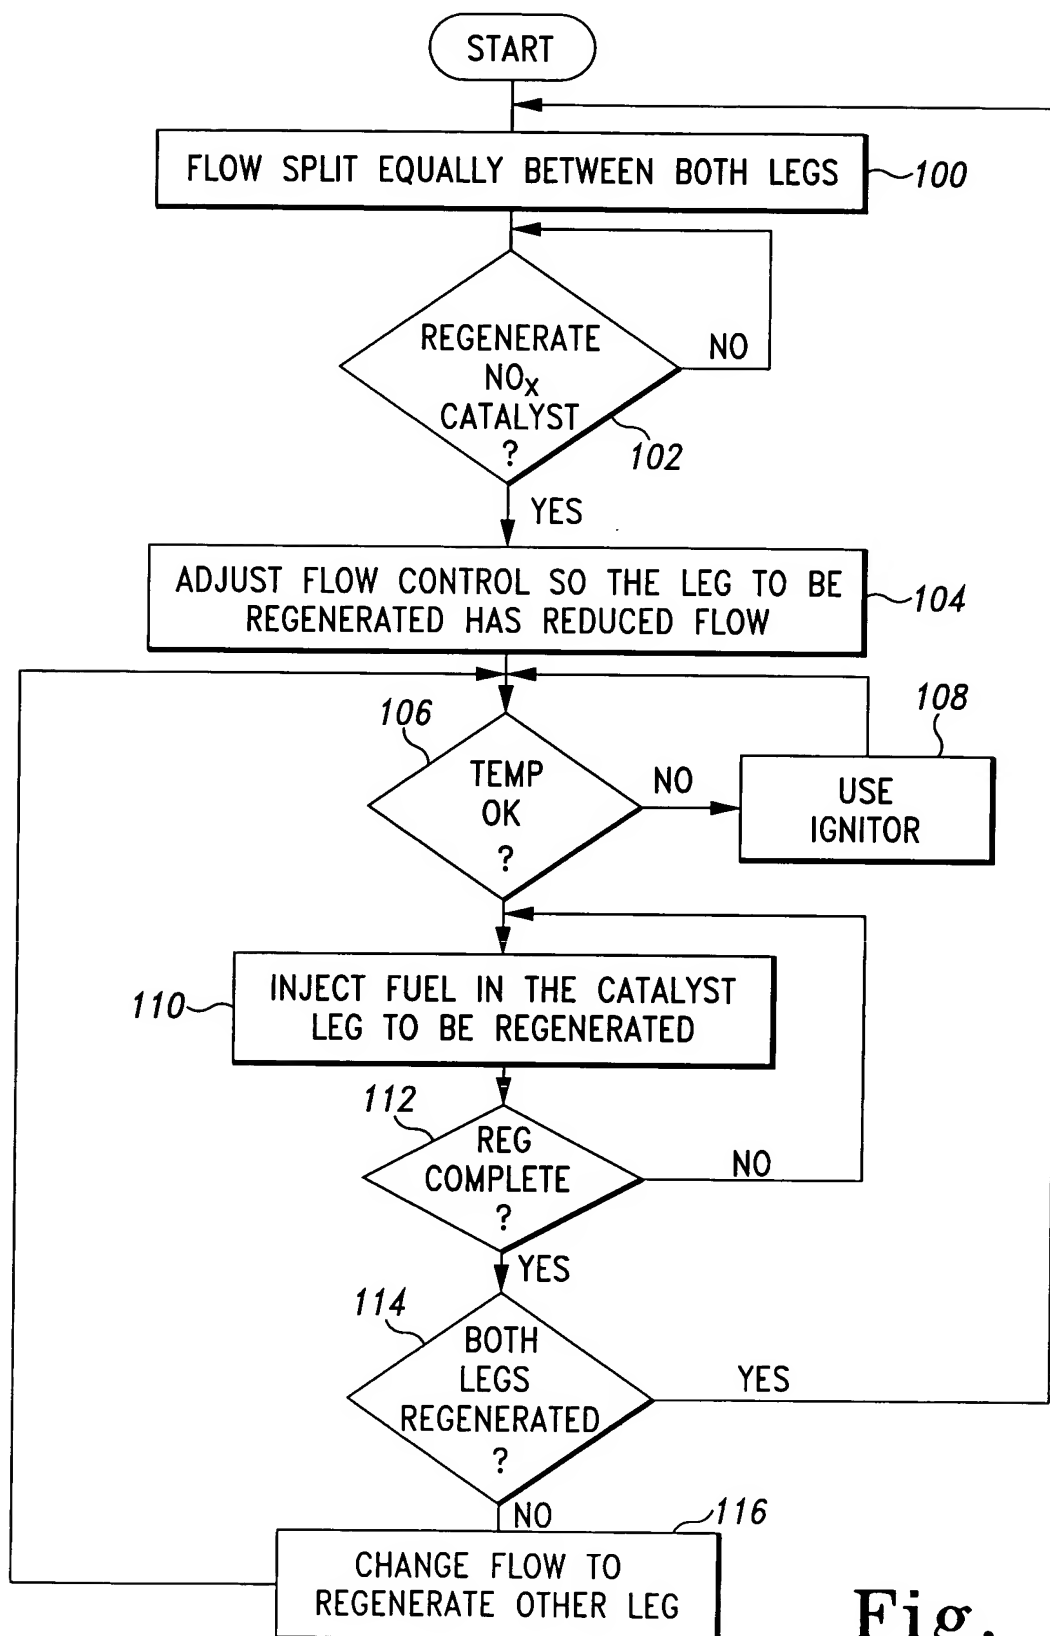 START
FLOW SPLIT EQUALLY BETWEEN BOTH LEGS
100
REGENERATE
NOX
CATALYST
?
NO
102
YES
ADJUST FLOW CONTROL SO THE LEG TO BE
REGENERATED HAS REDUCED FLOW
104
106
TEMP
OK
?
NO
108
USE
IGNITOR
110
INJECT FUEL IN THE CATALYST
LEG TO BE REGENERATED
112
REG
COMPLETE
?
NO
YES
114
BOTH
LEGS
REGENERATED
?
YES
NO
116
CHANGE FLOW TO
REGENERATE OTHER LEG
Fig.